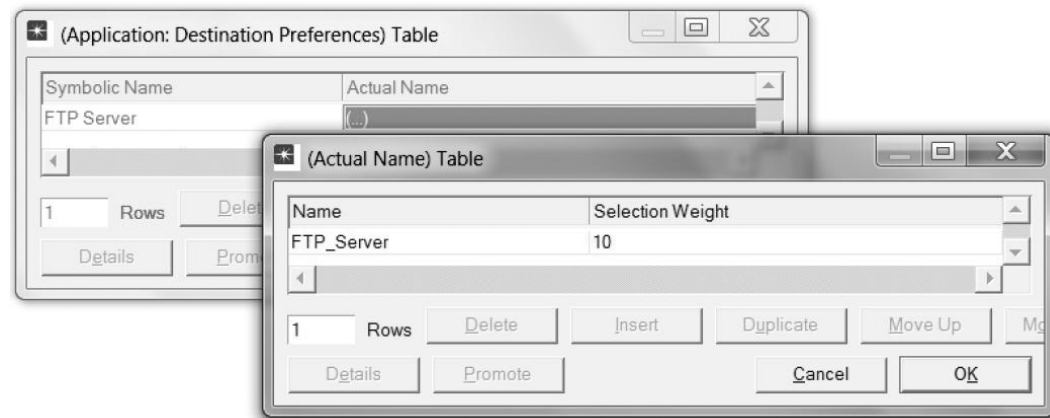 (Application: Destination Preferences) Table
Symbolic Name Actual Name
FTP Server (...)
1 Rows
Details
(Actual Name) Table
Name Selection Weight
FTP_Server 10
1 Rows Delete Insert Duplicate Move Up
Details Promote Cancel OK